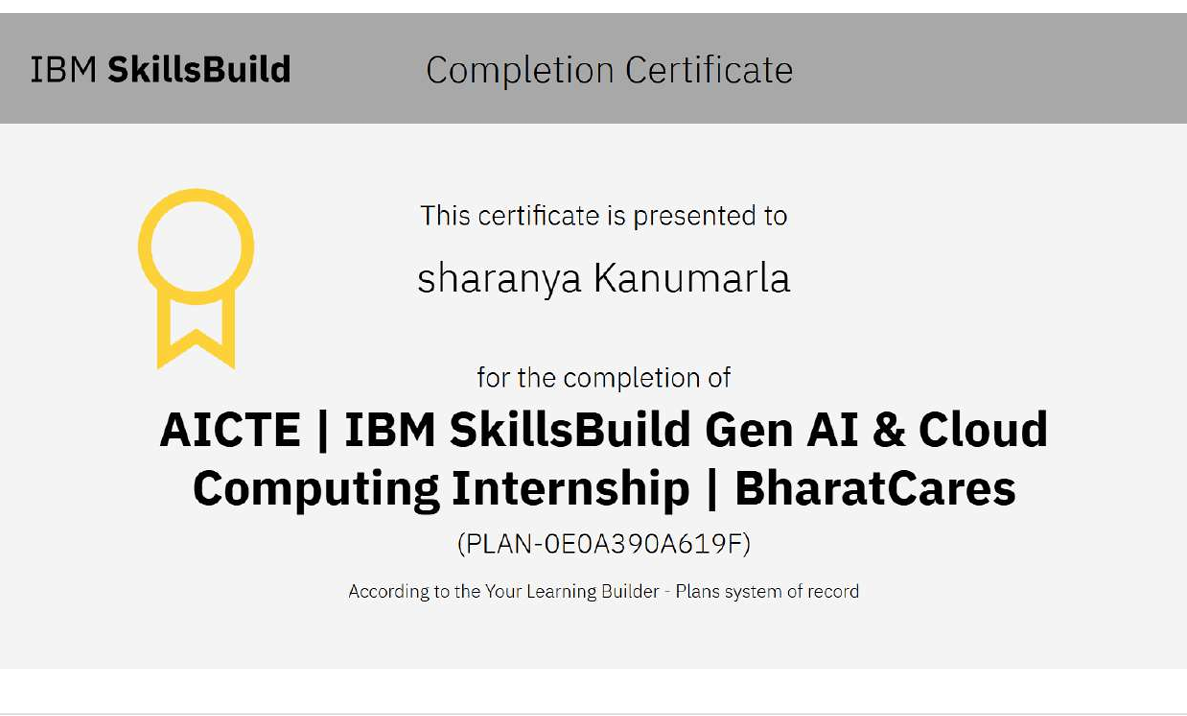 IBM SkillsBuild
Completion Certificate
This certificate is presented to
sharanya Kanumarla
for the completion of
AICTE | IBM SkillsBuild Gen AI & Cloud
Computing Internship | BharatCares
(PLAN-0E0A390A619F)
According to the Your Learning Builder - Plans system of record